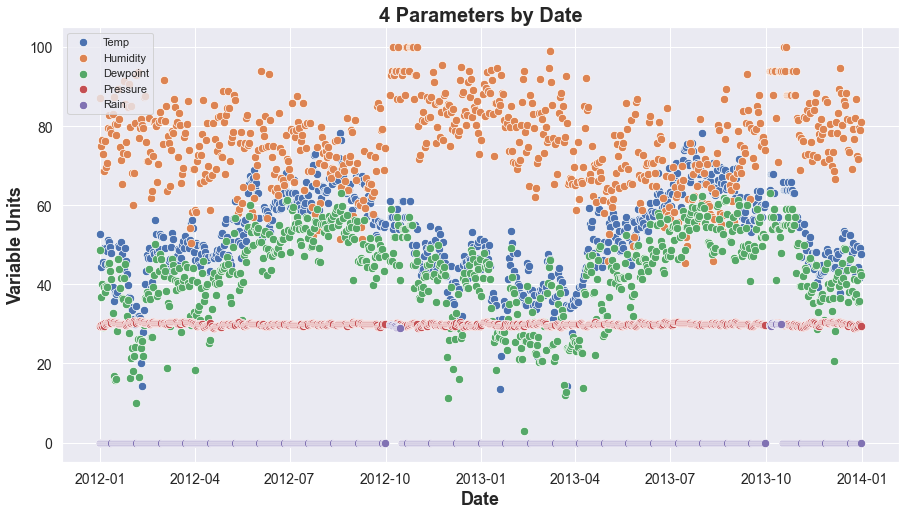 4 Parameters by Date
Temp
Humidity
Dewpoint
Pressure
Rain
100
80
60
40
20
0
Variable Units
2012-01 2012-04 2012-07 2012-10 2013-01 2013-04 2013-07 2013-10 2014-01
Date